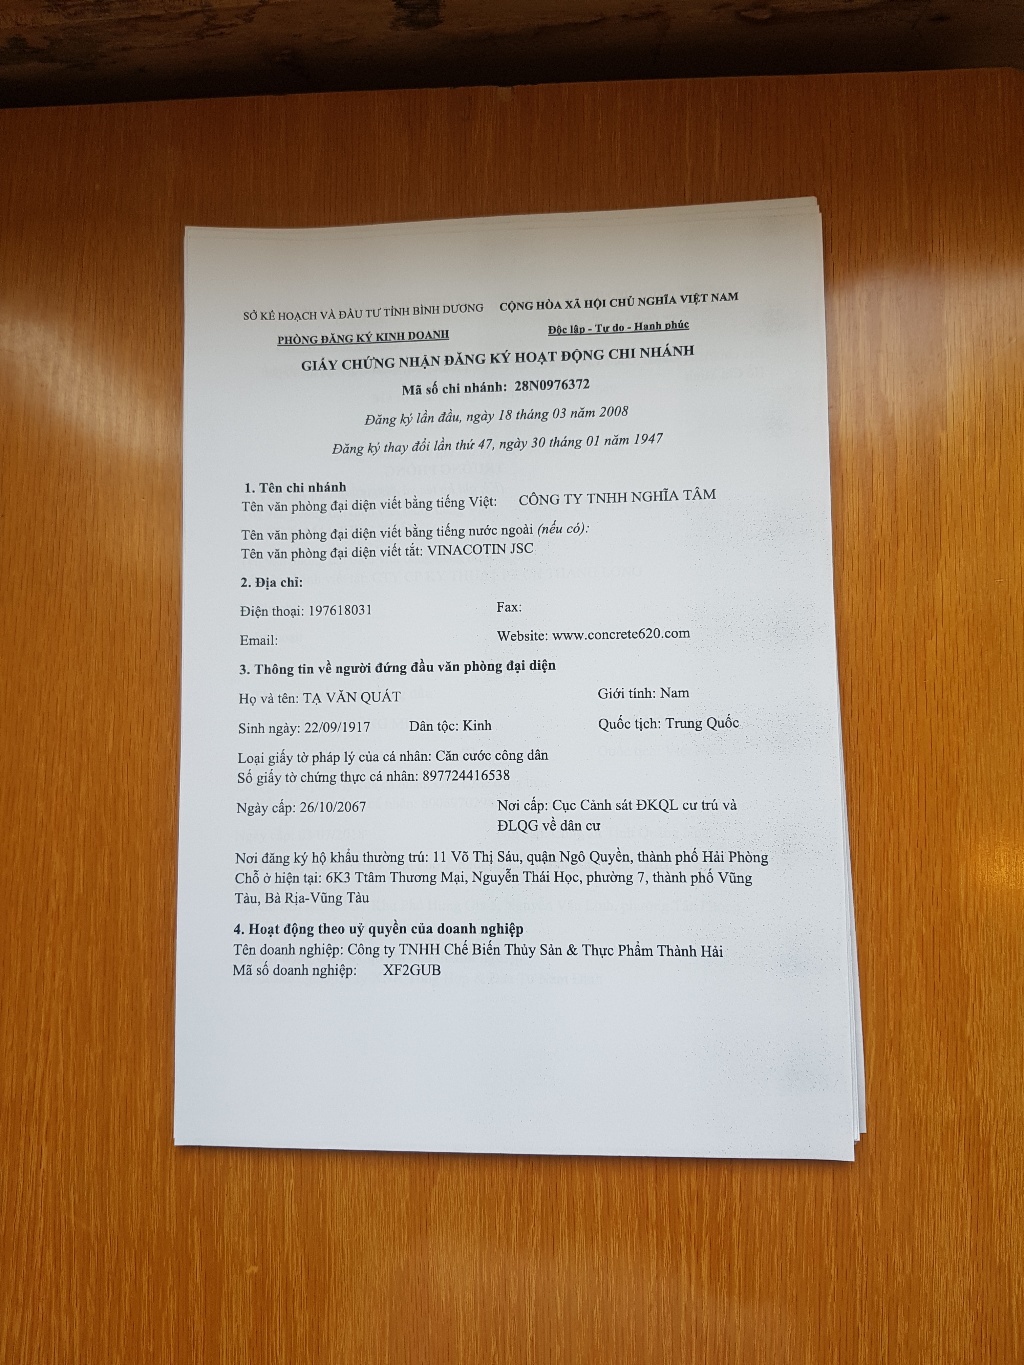 SỞ KẾ HOẠCH VÀ ĐẦU TƯ TỈNH BÌNH DƯƠNG CỘNG HÒA XÃ HỘI CHỦ NGHĨA VIỆT NAM
PHÒNG ĐĂNG KÝ KINH DOANH Độc lập - Tự do - Hạnh phúc
GIẤY CHỨNG NHẬN ĐĂNG KÝ HOẠT ĐỘNG CHI NHÁNH
Mã số chi nhánh: 28N0976372
Đăng ký lần đầu, ngày 18 tháng 03 năm 2008
Đăng ký thay đổi lần thứ 47, ngày 30 tháng 01 năm 1947
1. Tên chi nhánh
Tên văn phòng đại diện viết bằng tiếng Việt: CÔNG TY TNHH NGHĨA TÂM
Tên văn phòng đại diện viết bằng tiếng nước ngoài (nếu có):
Tên văn phòng đại diện viết tắt: VINACOTIN JSC
2. Địa chỉ:
Điện thoại: 197618031 Fax:
Email: Website: www.concrete620.com
3. Thông tin về người đứng đầu văn phòng đại diện
Họ và tên: TẠ VĂN QUÁT Giới tính: Nam
Sinh ngày: 22/09/1917 Dân tộc: Kinh Quốc tịch: Trung Quốc
Loại giấy tờ pháp lý của cá nhân: Căn cước công dân
Số giấy tờ chứng thực cá nhân: 897724416538
Ngày cấp: 26/10/2067 Nơi cấp: Cục Cảnh sát ĐKQL cư trú và
ĐLQG về dân cư
Nơi đăng ký hộ khẩu thường trú: 11 Võ Thị Sáu, quận Ngô Quyền, thành phố Hải Phòng
Chỗ ở hiện tại: 6K3 Ttâm Thương Mại, Nguyễn Thái Học, phường 7, thành phố Vũng
Tàu, Bà Rịa-Vũng Tàu
4. Hoạt động theo uỷ quyền của doanh nghiệp
Tên doanh nghiệp: Công ty TNHH Chế Biến Thủy Sản & Thực Phẩm Thành Hải
Mã số doanh nghiệp: XF2GUB